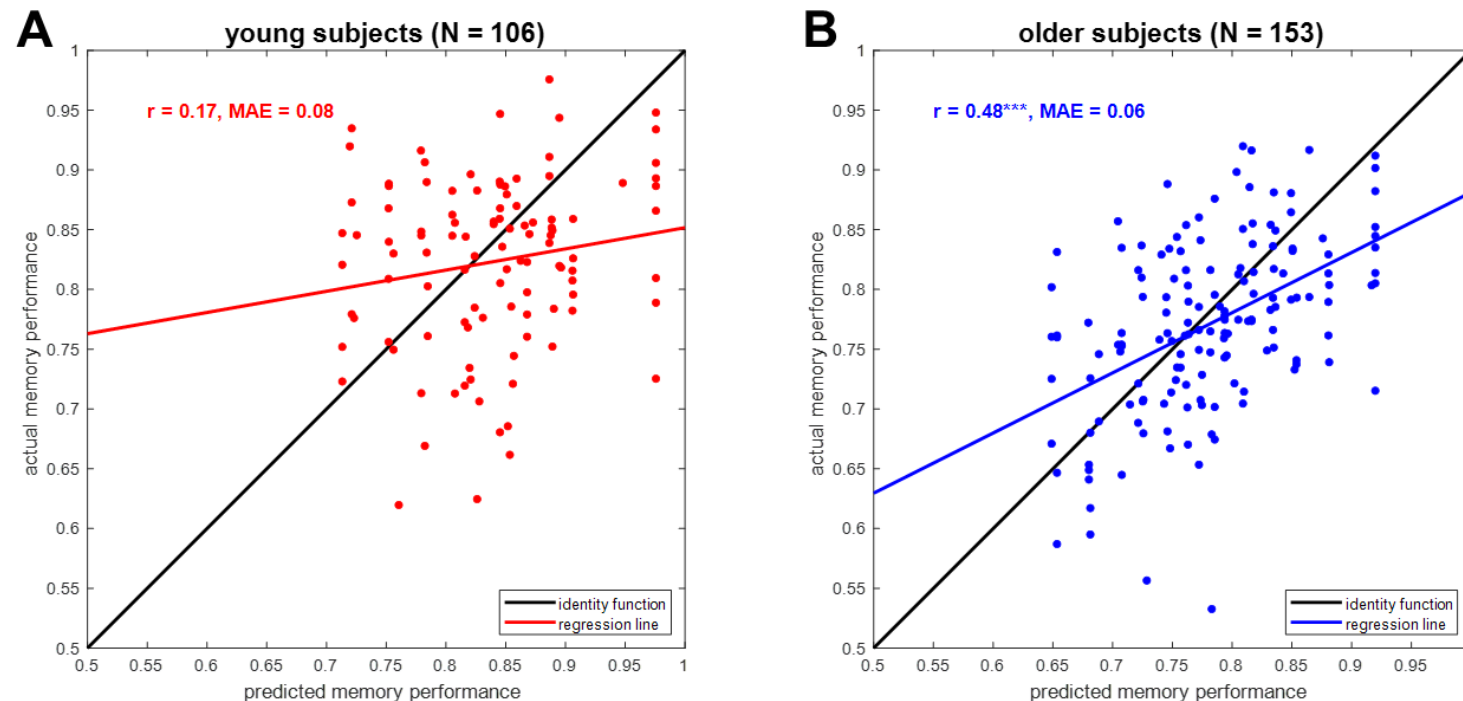 A
young subjects (N = 106)
r = 0.17, MAE = 0.08
1
0.95
0.9
0.85
0.8
0.75
0.7
0.65
0.6
0.55
0.5
actual memory performance
identity function
regression line
0.5 0.55 0.6 0.65 0.7 0.75 0.8 0.85 0.9 0.95 1
predicted memory performance
B
older subjects (N = 153)
r = 0.48***, MAE = 0.06
1
0.95
0.9
0.85
0.8
0.75
0.7
0.65
0.6
0.55
0.5
actual memory performance
identity function
regression line
0.5 0.55 0.6 0.65 0.7 0.75 0.8 0.85 0.9 0.95
predicted memory performance